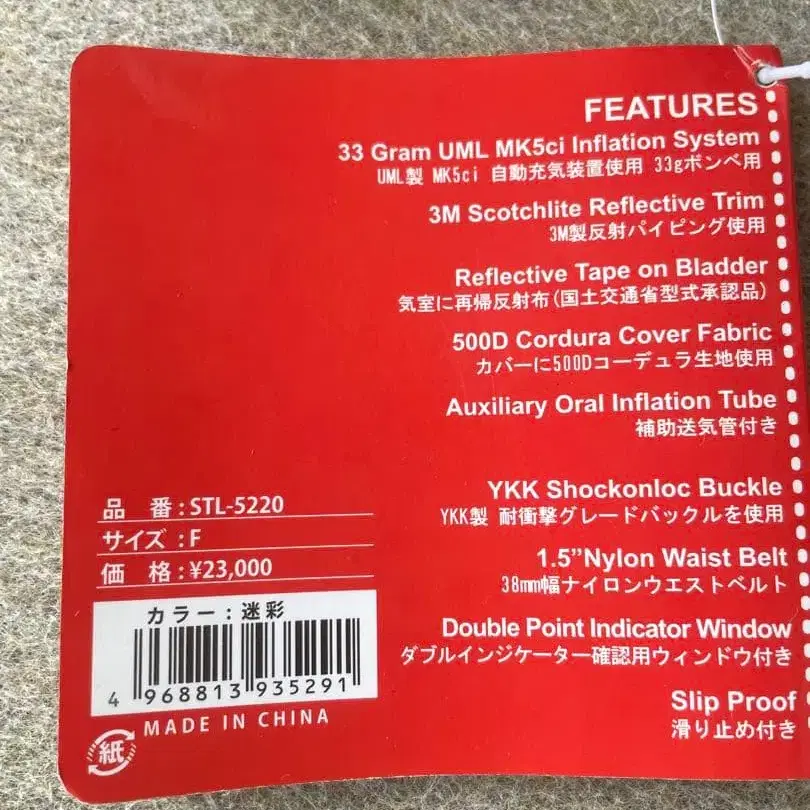 FEATURES
33 Gram UML MK5ci Inflation System
UML製 MK5ci 自動充気装置使用 33gボンベ用
3M Scotchlite Reflective Trim
3M製反射パイピング使用
Reflective Tape on Bladder
気室に再帰反射布(国土交通省型式承認品)
500D Cordura Cover Fabric
カバーに500Dコーデュラ生地使用
Auxiliary Oral Inflation Tube
補助送気管付き
YKK Shockonloc Buckle
YKK製 耐衝撃グレードバックルを使用
1.5”Nylon Waist Belt
38mm幅ナイロンウエストベルト
Double Point Indicator Window
ダブルインジケーター確認用ウィンドウ付き
Slip Proof
滑り止め付き
品 番:STL-5220
サイズ:F
価 格:¥23,000
カラー:迷彩
4 968813 935291
MADE IN CHINA
紙